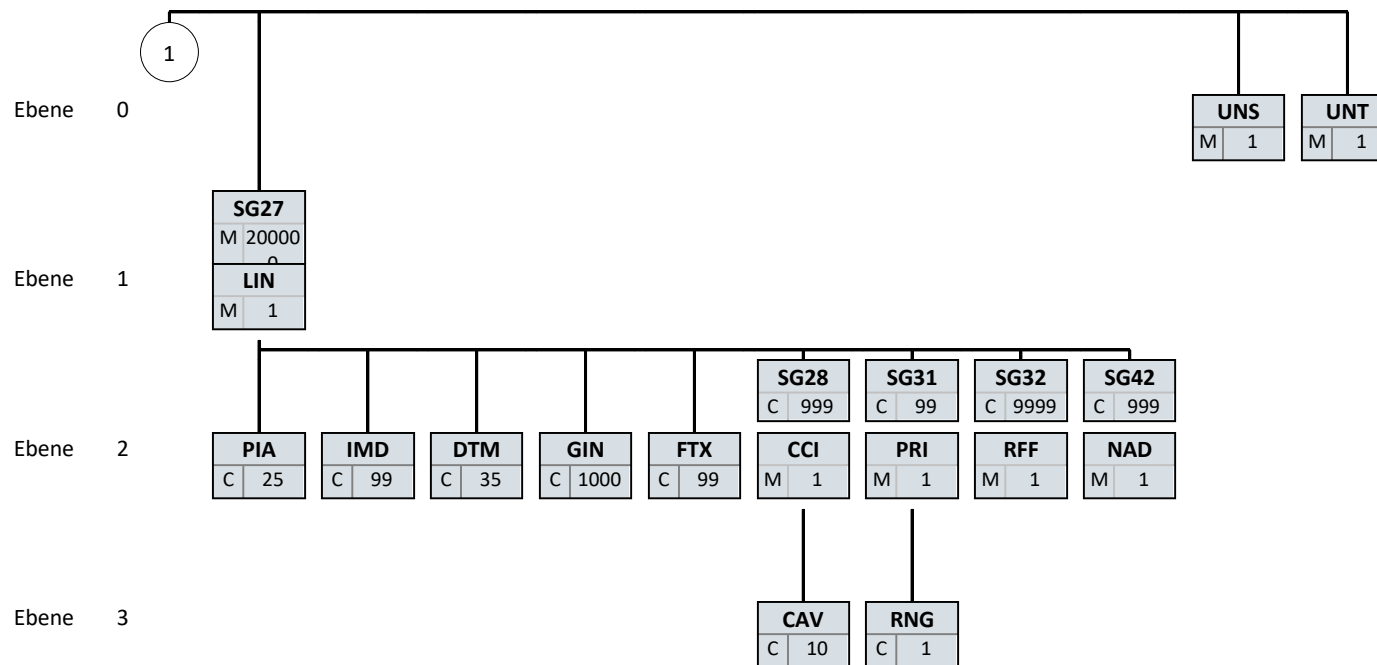 1
Ebene 0
UNS UNT
M 1 M 1
SG27
M 20000
0
Ebene 1
LIN
M 1
SG28 SG31 SG32 SG42
C 999 C 99 C 9999 C 999
Ebene 2
PIA IMD DTM GIN FTX CCI PRI RFF NAD
C 25 C 99 C 35 C 1000 C 99 M 1 M 1 M 1 M 1
Ebene 3
CAV RNG
C 10 C 1